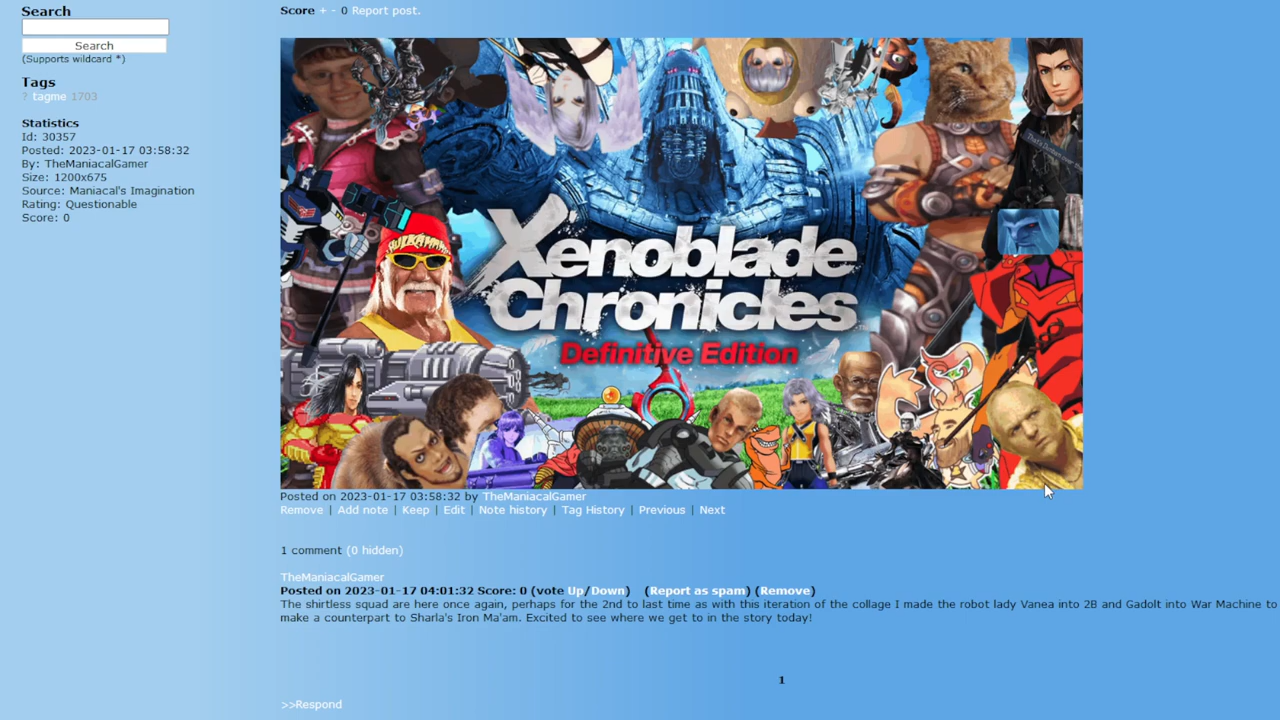 Search
Search
(Supports wildcard *)
Tags
? tagme 1703
Statistics
Id: 30357
Posted: 2023-01-17 03:58:32
By: TheManiacalGamer
Size: 1200x675
Source: Maniacal's Imagination
Rating: Questionable
Score: 0
Score + - 0 Report post.
HULKAMANIA
Xenoblade
Chronicles
Definitive Edition
Posted on 2023-01-17 03:58:32 by TheManiacalGamer
Remove | Add note | Keep | Edit | Note history | Tag History | Previous | Next
1 comment (0 hidden)
TheManiacalGamer
Posted on 2023-01-17 04:01:32 Score: 0 (vote Up/Down) (Report as spam) (Remove)
The shirtless squad are here once again, perhaps for the 2nd to last time as with this iteration of the collage I made the robot lady Vanea into 2B and Gadolt into War Machine to
make a counterpart to Sharla's Iron Ma'am. Excited to see where we get to in the story today!
1
>>Respond